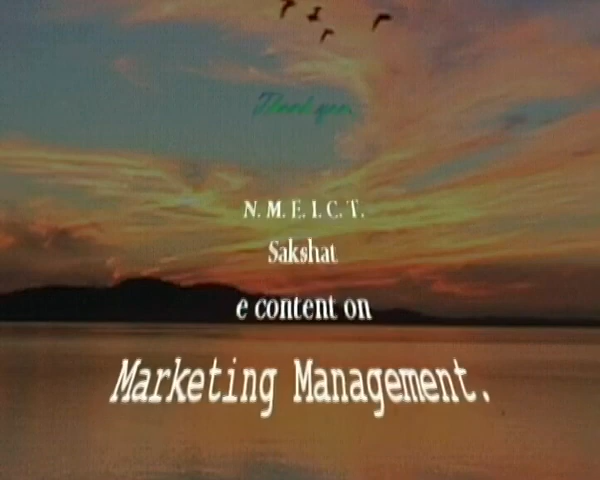 Thank you
N. M. E. I. C. T.
Sakshat
e content on
Marketing Management.